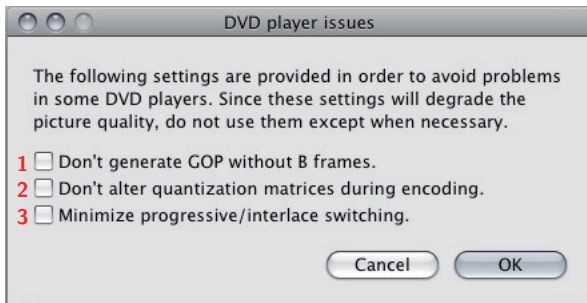 DVD player issues
The following settings are provided in order to avoid problems
in some DVD players. Since these settings will degrade the
picture quality, do not use them except when necessary.
1 Don't generate GOP without B frames.
2 Don't alter quantization matrices during encoding.
3 Minimize progressive/interlace switching.
Cancel OK